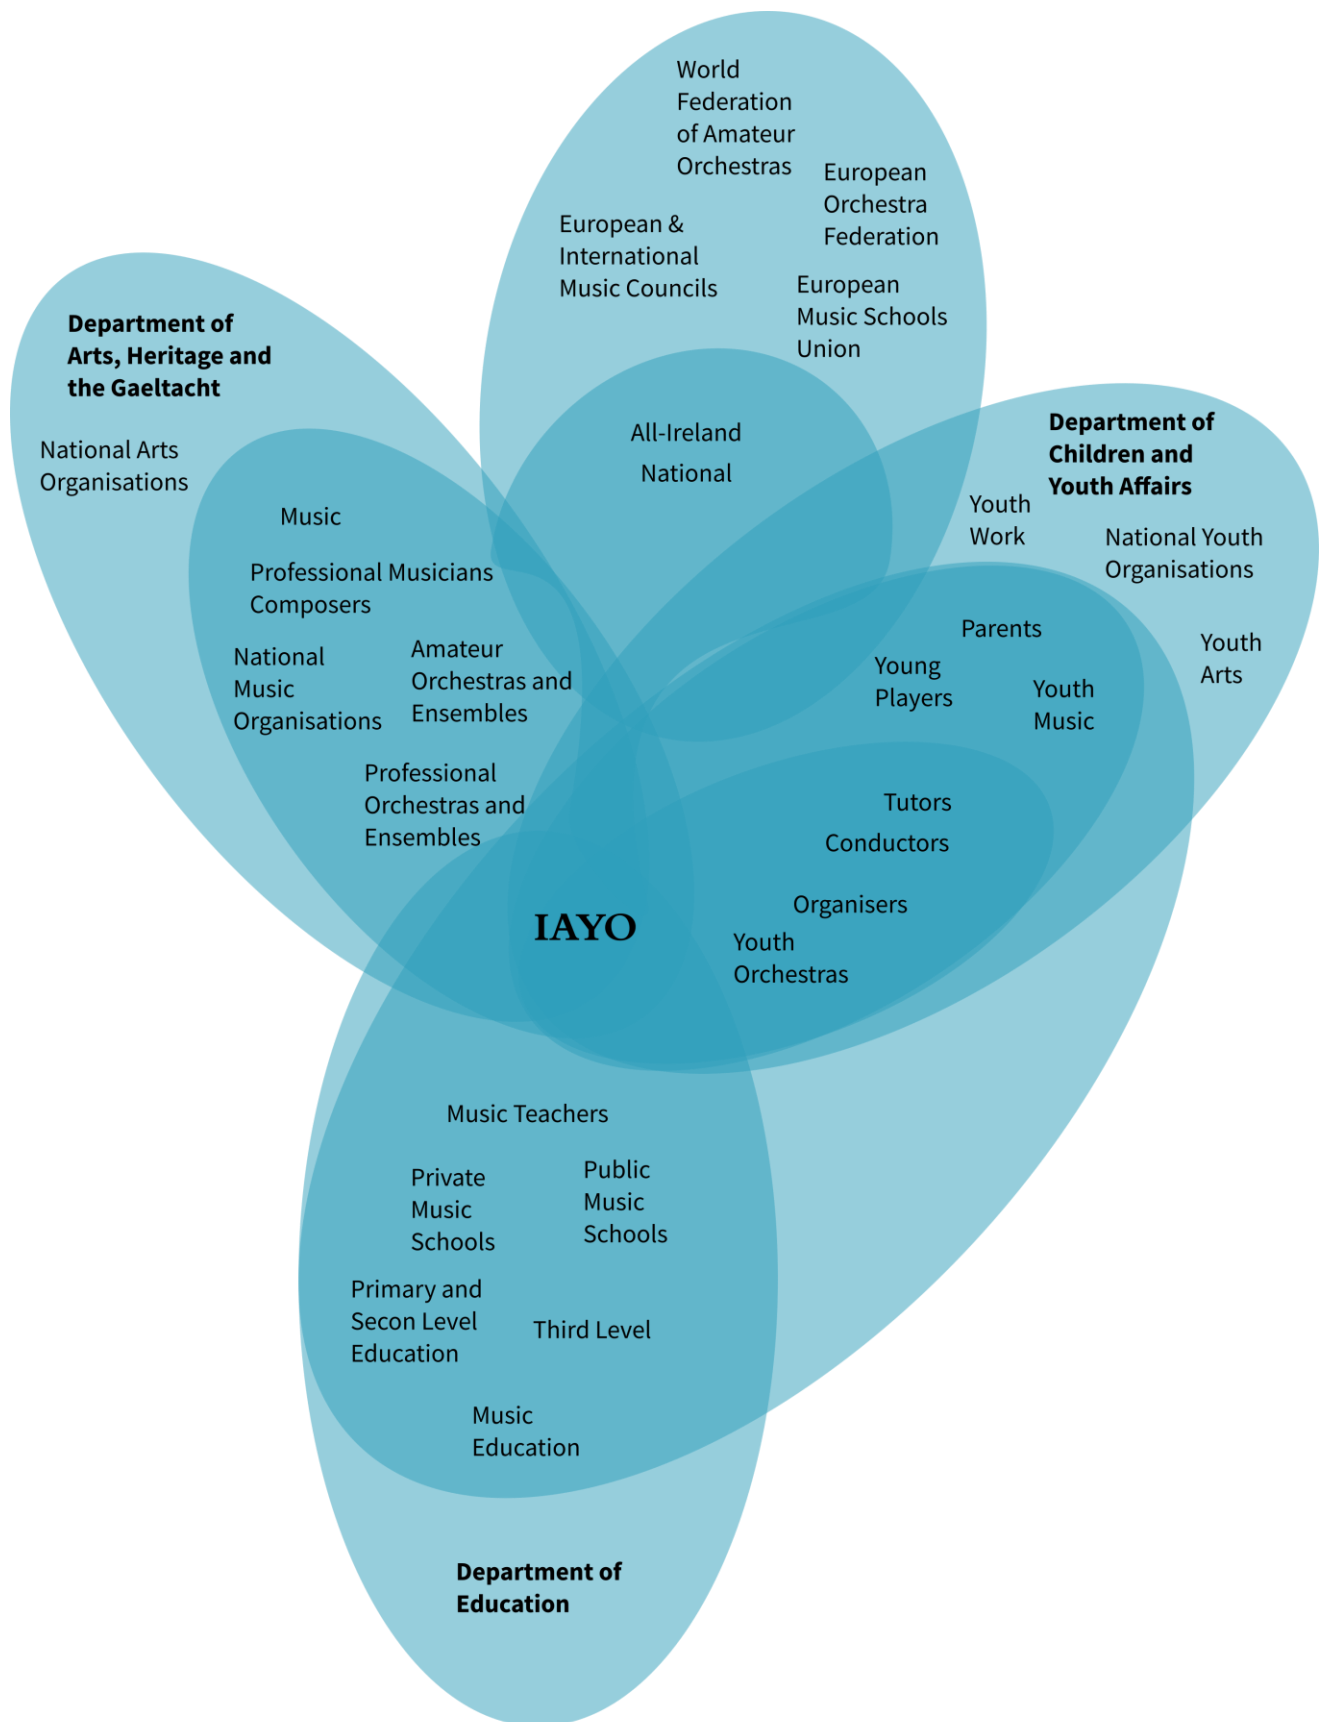 World
Federation
of Amateur
Orchestras
European
Orchestra
Federation
European &
International
Music Councils
European
Music Schools
Union
All-Ireland
National
Department of
Arts, Heritage and
the Gaeltacht
National Arts
Organisations
Music
Professional Musicians
Composers
National
Music
Organisations
Amateur
Orchestras and
Ensembles
Professional
Orchestras and
Ensembles
Department of
Children and
Youth Affairs
Youth
Work
National Youth
Organisations
Youth
Arts
Parents
Young
Players
Youth
Music
Tutors
Conductors
Organisers
Youth
Orchestras
IAYO
Music Teachers
Private
Music
Schools
Public
Music
Schools
Primary and
Secon Level
Education
Third Level
Music
Education
Department of
Education